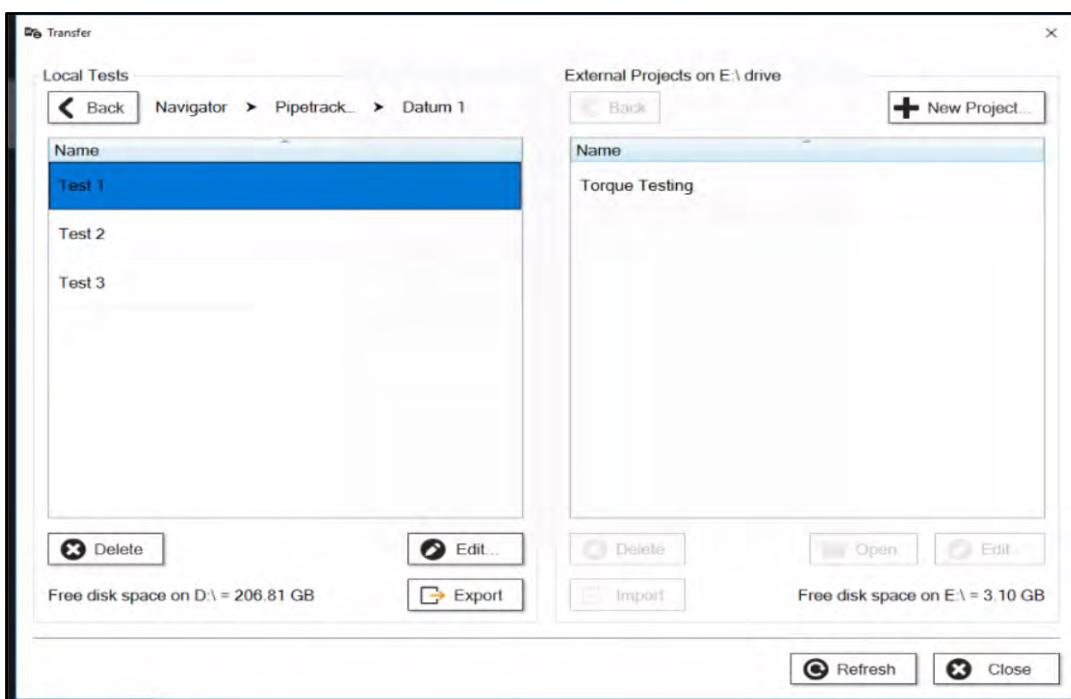 Transfer
Local Tests
Back Navigator Pipetrack... Datum 1
Name
Test 1
Test 2
Test 3
Delete
Edit...
Free disk space on D:\ = 206.81 GB
Export
External Projects on E:\ drive
Back
New Project...
Name
Torque Testing
Delete
Open
Edit...
Import
Free disk space on E:\ = 3.10 GB
Refresh
Close